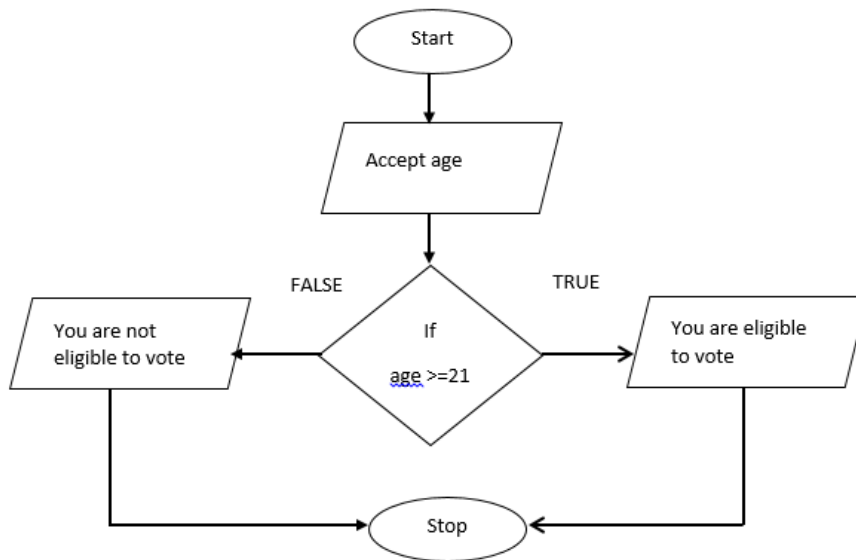 Start
Accept age
FALSE
TRUE
You are not
eligible to vote
If
age >=21
You are eligible
to vote
Stop